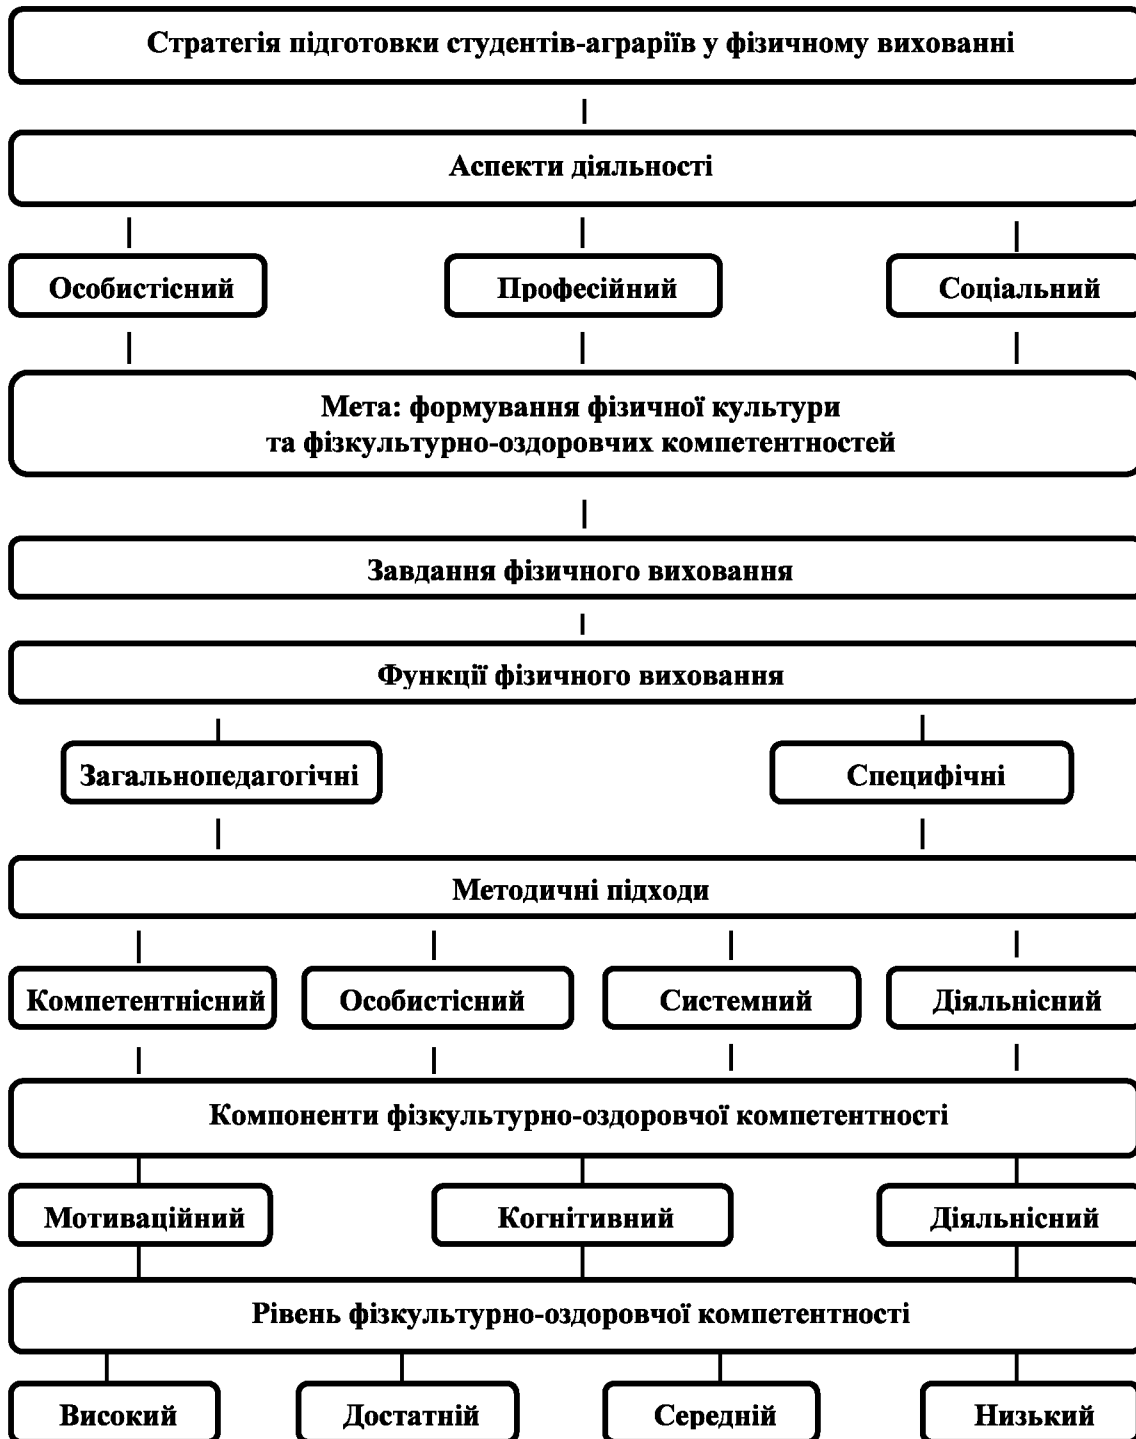 Стратегія підготовки студентів-аграріїв у фізичному вихованні
Аспекти діяльності
Особистісний
Професійний
Соціальний
Мета: формування фізичної культури
та фізкультурно-оздоровчих компетентностей
Завдання фізичного виховання
Функції фізичного виховання
Загальнопедагогічні
Специфічні
Методичні підходи
Компетентнісний
Особистісний
Системний
Діяльнісний
Компоненти фізкультурно-оздоровчої компетентності
Мотиваційний
Когнітивний
Діяльнісний
Рівень фізкультурно-оздоровчої компетентності
Високий
Достатній
Середній
Низький